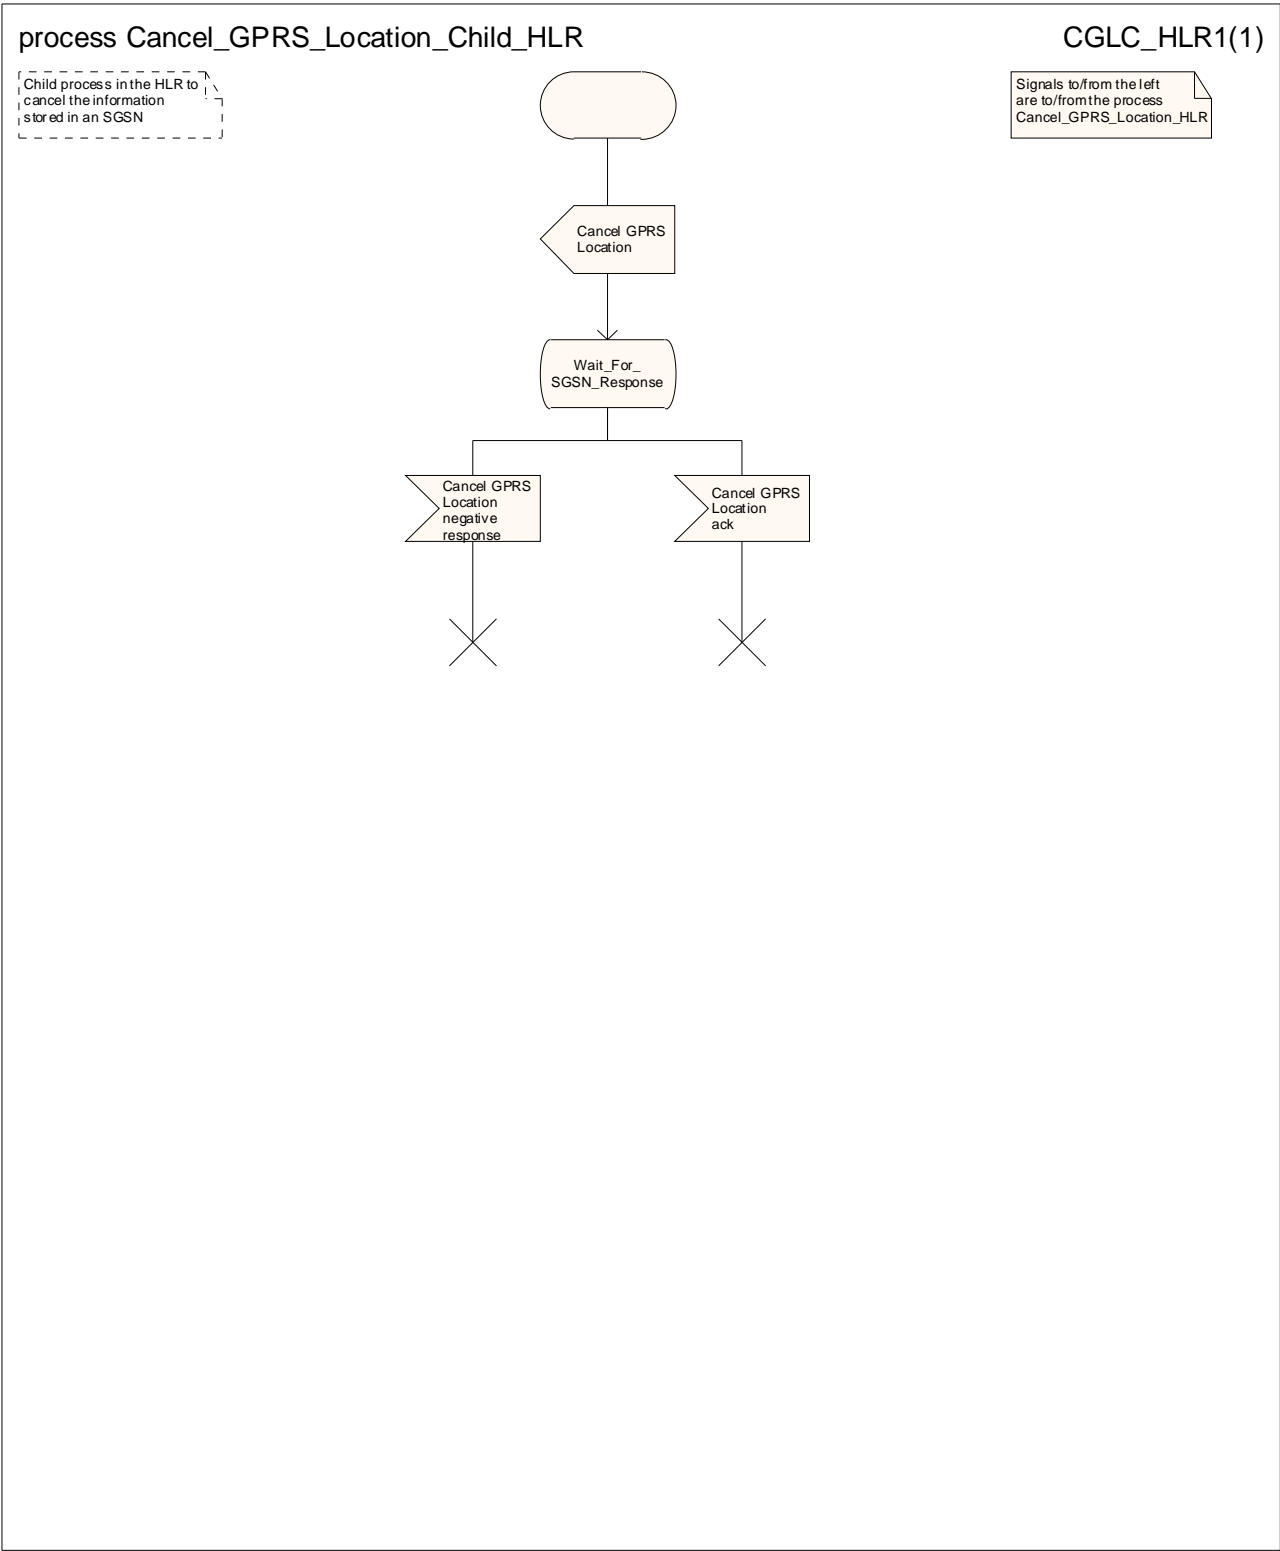 process Cancel_GPRS_Location_Child_HLR
CGLC_HLR1(1)
Child process in the HLR to
cancel the information
stored in an SGSN
Signals to/from the left
are to/from the process
Cancel_GPRS_Location_HLR
Cancel GPRS
Location
Wait_For_
SGSN_Response
Cancel GPRS
Location
negative
response
Cancel GPRS
Location
ack